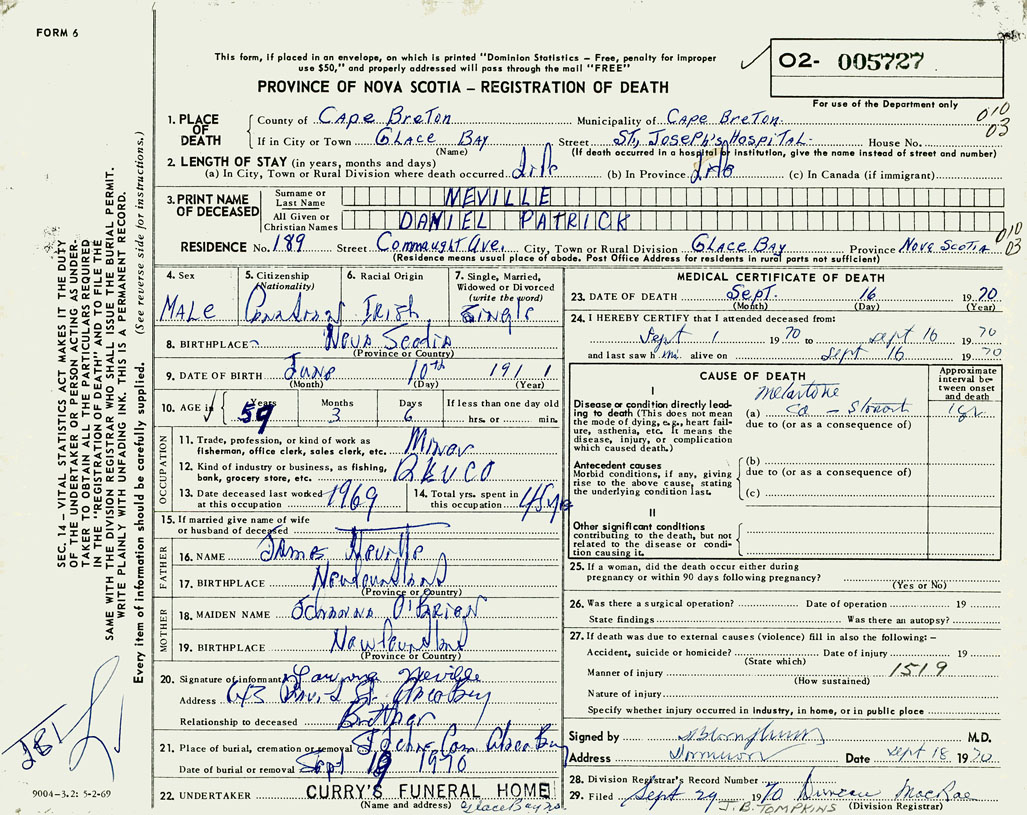 FORM 6
This form, if placed in an envelope, on which is printed "Dominion Statistics – Free, penalty for improper
use $50," and properly addressed will pass through the mail "FREE"
02- 005727
For use of the Department only
PROVINCE OF NOVA SCOTIA – REGISTRATION OF DEATH
1. PLACE OF DEATH County of Cape Breton Municipality of Cape Breton 010
If in City or Town Glace Bay Street St. Joseph's Hospital House No. 03
(Name) (If death occurred in a hospital or institution, give the name instead of street and number)
2. LENGTH OF STAY (in years, months and days)
(a) In City, Town or Rural Division where death occurred Life (b) In Province Life (c) In Canada (if immigrant)
3. PRINT NAME OF DECEASED Surname or Last Name NEVILLE
All Given or Christian Names DANIEL PATRICK
RESIDENCE No. 189 Street Connaught Ave. City, Town or Rural Division Glace Bay Province Nova Scotia 010 03
(Residence means usual place of abode. Post Office Address for residents in rural parts not sufficient)
4. Sex 5. Citizenship (Nationality) 6. Racial Origin 7. Single, Married, Widowed or Divorced (write the word)
Male Canadian Irish Single
8. BIRTHPLACE Nova Scotia
(Province or Country)
9. DATE OF BIRTH June 10th 1911
(Month) (Day) (Year)
10. AGE in Years Months Days If less than one day old
59 3 6 hrs. or min.
OCCUPATION
11. Trade, profession, or kind of work as fisherman, office clerk, sales clerk, etc. Miner
12. Kind of industry or business, as fishing, bank, grocery store, etc.
13. Date deceased last worked at this occupation 1969 14. Total yrs. spent in this occupation 45 yrs
15. If married give name of wife or husband of deceased
FATHER
16. NAME James Neville
17. BIRTHPLACE Newfoundland
(Province or Country)
MOTHER
18. MAIDEN NAME Johanna O'Brien
19. BIRTHPLACE Newfoundland
(Province or Country)
20. Signature of informant Neville
Address Glace Bay
Relationship to deceased Brother
21. Place of burial, cremation or removal Glace Bay
Date of burial or removal Sept 19 1970
22. UNDERTAKER CURRY'S FUNERAL HOME
(Name and address) Glace Bay NS
MEDICAL CERTIFICATE OF DEATH
23. DATE OF DEATH Sept. 16 1970
(Month) (Day) (Year)
24. I HEREBY CERTIFY that I attended deceased from:
Sept 1 1970 to Sept 16 1970
and last saw him alive on Sept 16 1970
CAUSE OF DEATH
Approximate interval between onset and death
I
Disease or condition directly leading to death (This does not mean the mode of dying, e.g., heart failure, asthenia, etc. It means the disease, injury, or complication which caused death.)
(a) Ca – Stomach
due to (or as a consequence of)
Antecedent causes
Morbid conditions, if any, giving rise to the above cause, stating the underlying condition last.
(b)
due to (or as a consequence of)
(c)
II
Other significant conditions contributing to the death, but not related to the disease or condition causing it.
25. If a woman, did the death occur either during pregnancy or within 90 days following pregnancy?
(Yes or No)
26. Was there a surgical operation? Date of operation 19
State findings Was there an autopsy?
27. If death was due to external causes (violence) fill in also the following: –
Accident, suicide or homicide? Date of injury 19
(State which)
Manner of injury 1519
(How sustained)
Nature of injury
Specify whether injury occurred in industry, in home, or in public place
Signed by M.D.
Address Dominion Date Sept 18 1970
28. Division Registrar's Record Number
29. Filed Sept 29 1970 Duncan MacRae
J.B. TOMPKINS (Division Registrar)
SEC. 14 – VITAL STATISTICS ACT MAKES IT THE DUTY
OF THE UNDERTAKER OR PERSON ACTING AS UNDERTAKER
TO OBTAIN ALL THE PARTICULARS REQUIRED
IN THE "REGISTRATION OF DEATH" AND TO FILE THE
SAME WITH THE DIVISION REGISTRAR WHO SHALL ISSUE THE BURIAL PERMIT.
WRITE PLAINLY WITH UNFADING INK. THIS IS A PERMANENT RECORD.
Every item of information should be carefully supplied. (See reverse side for instructions.)
JBT
9004-3.2: 5-2-69